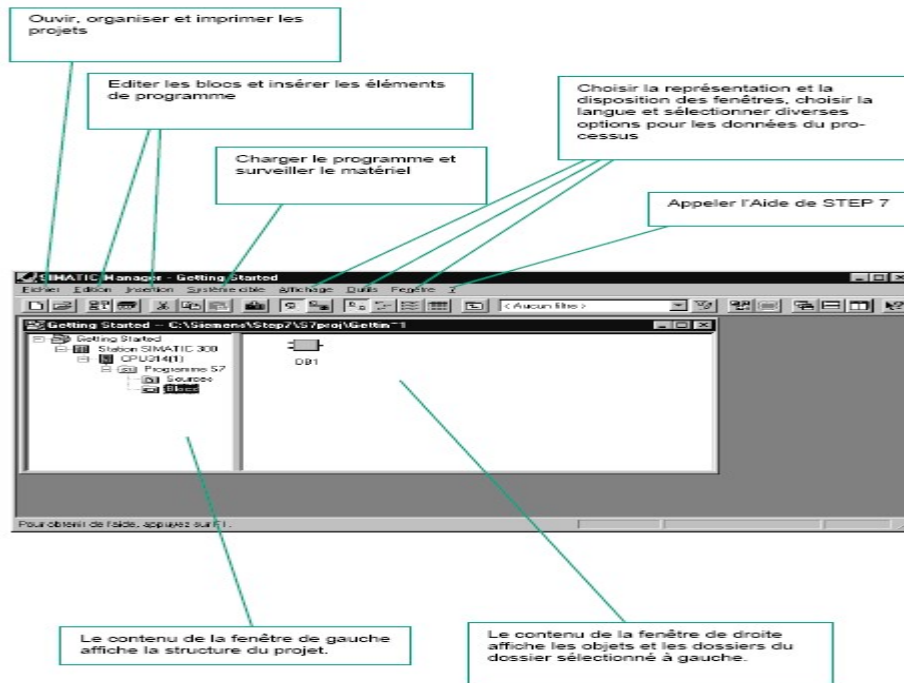 Ouvir, organiser et imprimer les
projets
Editer les blocs et insérer les éléments
de programme
Choisir la représentation et la
disposition des fenêtres, choisir la
langue et sélectionner diverses
options pour les données du pro-
cessus
Charger le programme et
surveiller le matériel
Appeler l'Aide de STEP 7
SIMATIC Manager - Getting Started
Fichier Edition Insertion Système cible Affichage Outils Fenêtre ?
< Aucun filtre >
Getting Started -- C:\Siemens\Step7\S7proj\Gettin~1
Getting Started
Station SIMATIC 300
CPU314(1)
Programme S7
Sources
Blocs
DB1
Pour obtenir de l'aide, appuyez sur F1.
Le contenu de la fenêtre de gauche
affiche la structure du projet.
Le contenu de la fenêtre de droite
affiche les objets et les dossiers du
dossier sélectionné à gauche.